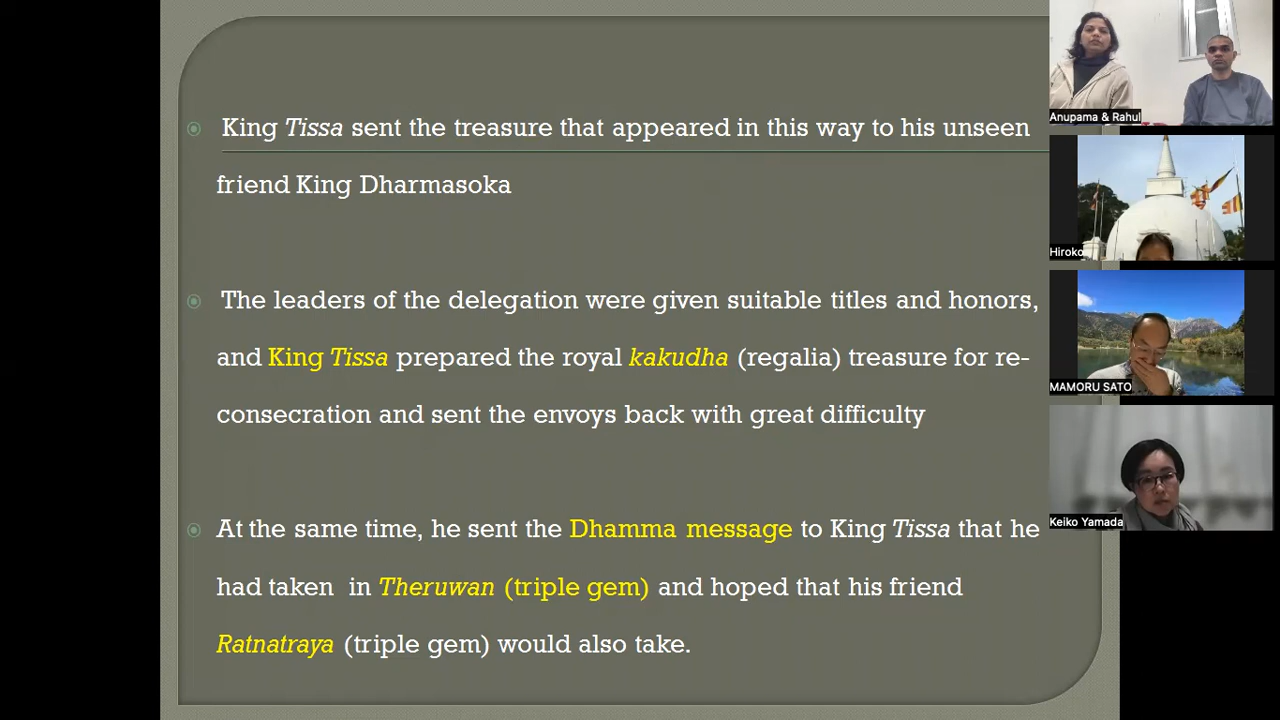 King Tissa sent the treasure that appeared in this way to his unseen
friend King Dharmasoka
The leaders of the delegation were given suitable titles and honors,
and King Tissa prepared the royal kakudha (regalia) treasure for re-
consecration and sent the envoys back with great difficulty
At the same time, he sent the Dhamma message to King Tissa that he
had taken in Theruwan (triple gem) and hoped that his friend
Ratnatraya (triple gem) would also take.
Anupama & Rahul
Hiroko
MAMORU SATO
Keiko Yamada